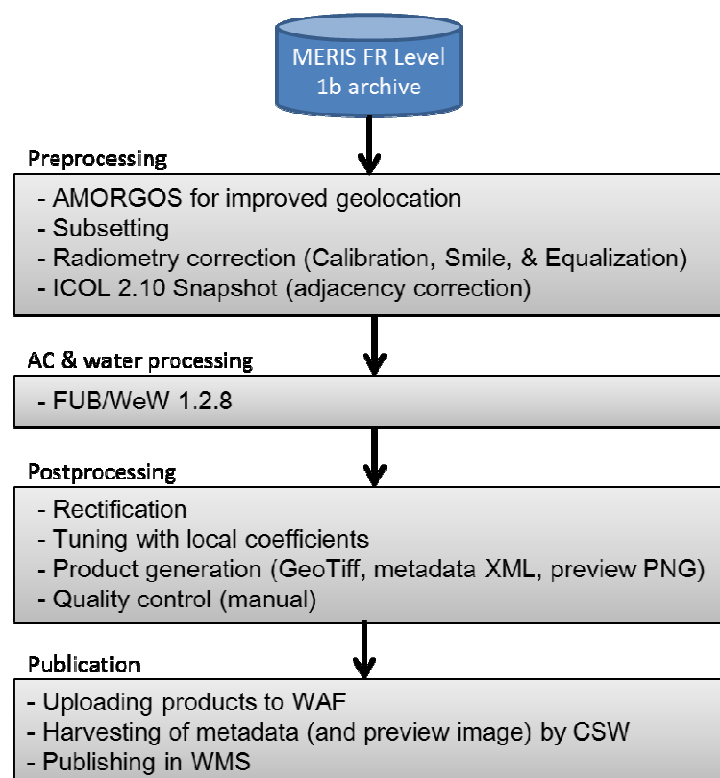 MERIS FR Level
1b archive
Preprocessing
- AMORGOS for improved geolocation
- Subsetting
- Radiometry correction (Calibration, Smile, & Equalization)
- ICOL 2.10 Snapshot (adjacency correction)
AC & water processing
- FUB/WeW 1.2.8
Postprocessing
- Rectification
- Tuning with local coefficients
- Product generation (GeoTiff, metadata XML, preview PNG)
- Quality control (manual)
Publication
- Uploading products to WAF
- Harvesting of metadata (and preview image) by CSW
- Publishing in WMS